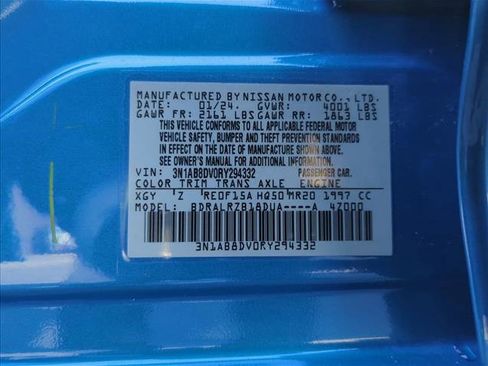 MANUFACTURED BY NISSAN MOTOR CO., LTD.
DATE: 01/24. GVWR: 4001 LBS
GAWR FR: 2161 LBS GAWR RR: 1863 LBS
THIS VEHICLE CONFORMS TO ALL APPLICABLE FEDERAL MOTOR
VEHICLE SAFETY, BUMPER AND THEFT PREVENTION STANDARDS
IN EFFECT ON THE DATE OF MANUFACTURE SHOWN ABOVE.
SEE OWNER'S MANUAL FOR ADDITIONAL INFORMATION.
VIN: 3N1AB8DV0RY294332 PASSENGER CAR.
COLOR TRIM TRANS AXLE ENGINE
XGY Z RE0F15A HQ50 MR20 1997 CC
MODEL: BDRALRZB18DUA----A 4Z000
3N1AB8DV0RY294332